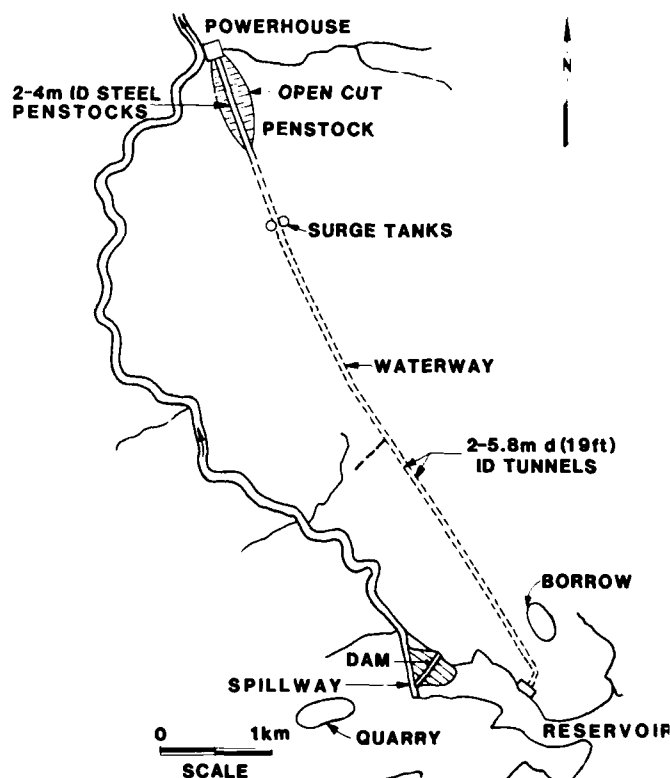 POWERHOUSE
N
2-4m ID STEEL
PENSTOCKS
OPEN CUT
PENSTOCK
SURGE TANKS
WATERWAY
2-5.8m d (19ft)
ID TUNNELS
BORROW
DAM
SPILLWAY
RESERVOIR
QUARRY
0 1km
SCALE